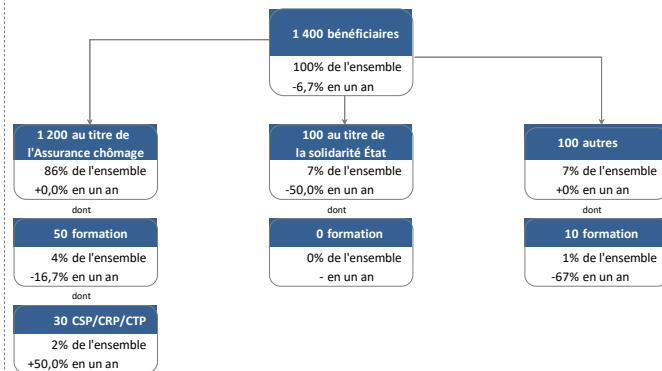 1 400 bénéficiaires
100% de l'ensemble
-6,7% en un an
1 200 au titre de
l'Assurance chômage
86% de l'ensemble
+0,0% en un an
dont
50 formation
4% de l'ensemble
-16,7% en un an
dont
30 CSP/CRP/CTP
2% de l'ensemble
+50,0% en un an
100 au titre de
la solidarité État
7% de l'ensemble
-50,0% en un an
dont
0 formation
0% de l'ensemble
- en un an
100 autres
7% de l'ensemble
+0% en un an
dont
10 formation
1% de l'ensemble
-67% en un an